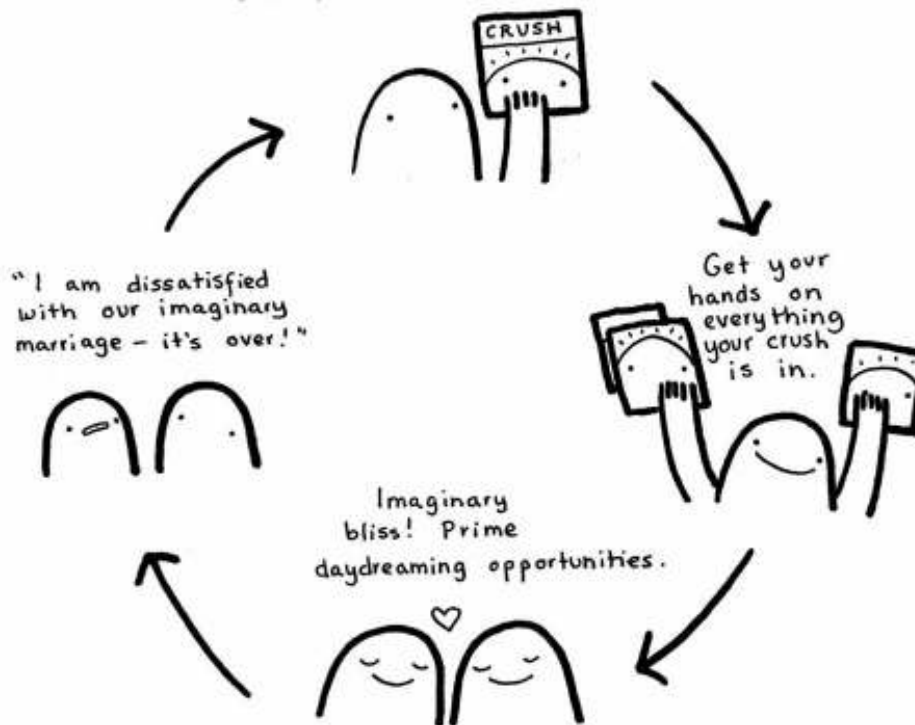 CRUSH
Get your
hands on
everything
your crush
is in.
Imaginary
bliss! Prime
daydreaming opportunities.
"I am dissatisfied
with our imaginary
marriage – it's over!"